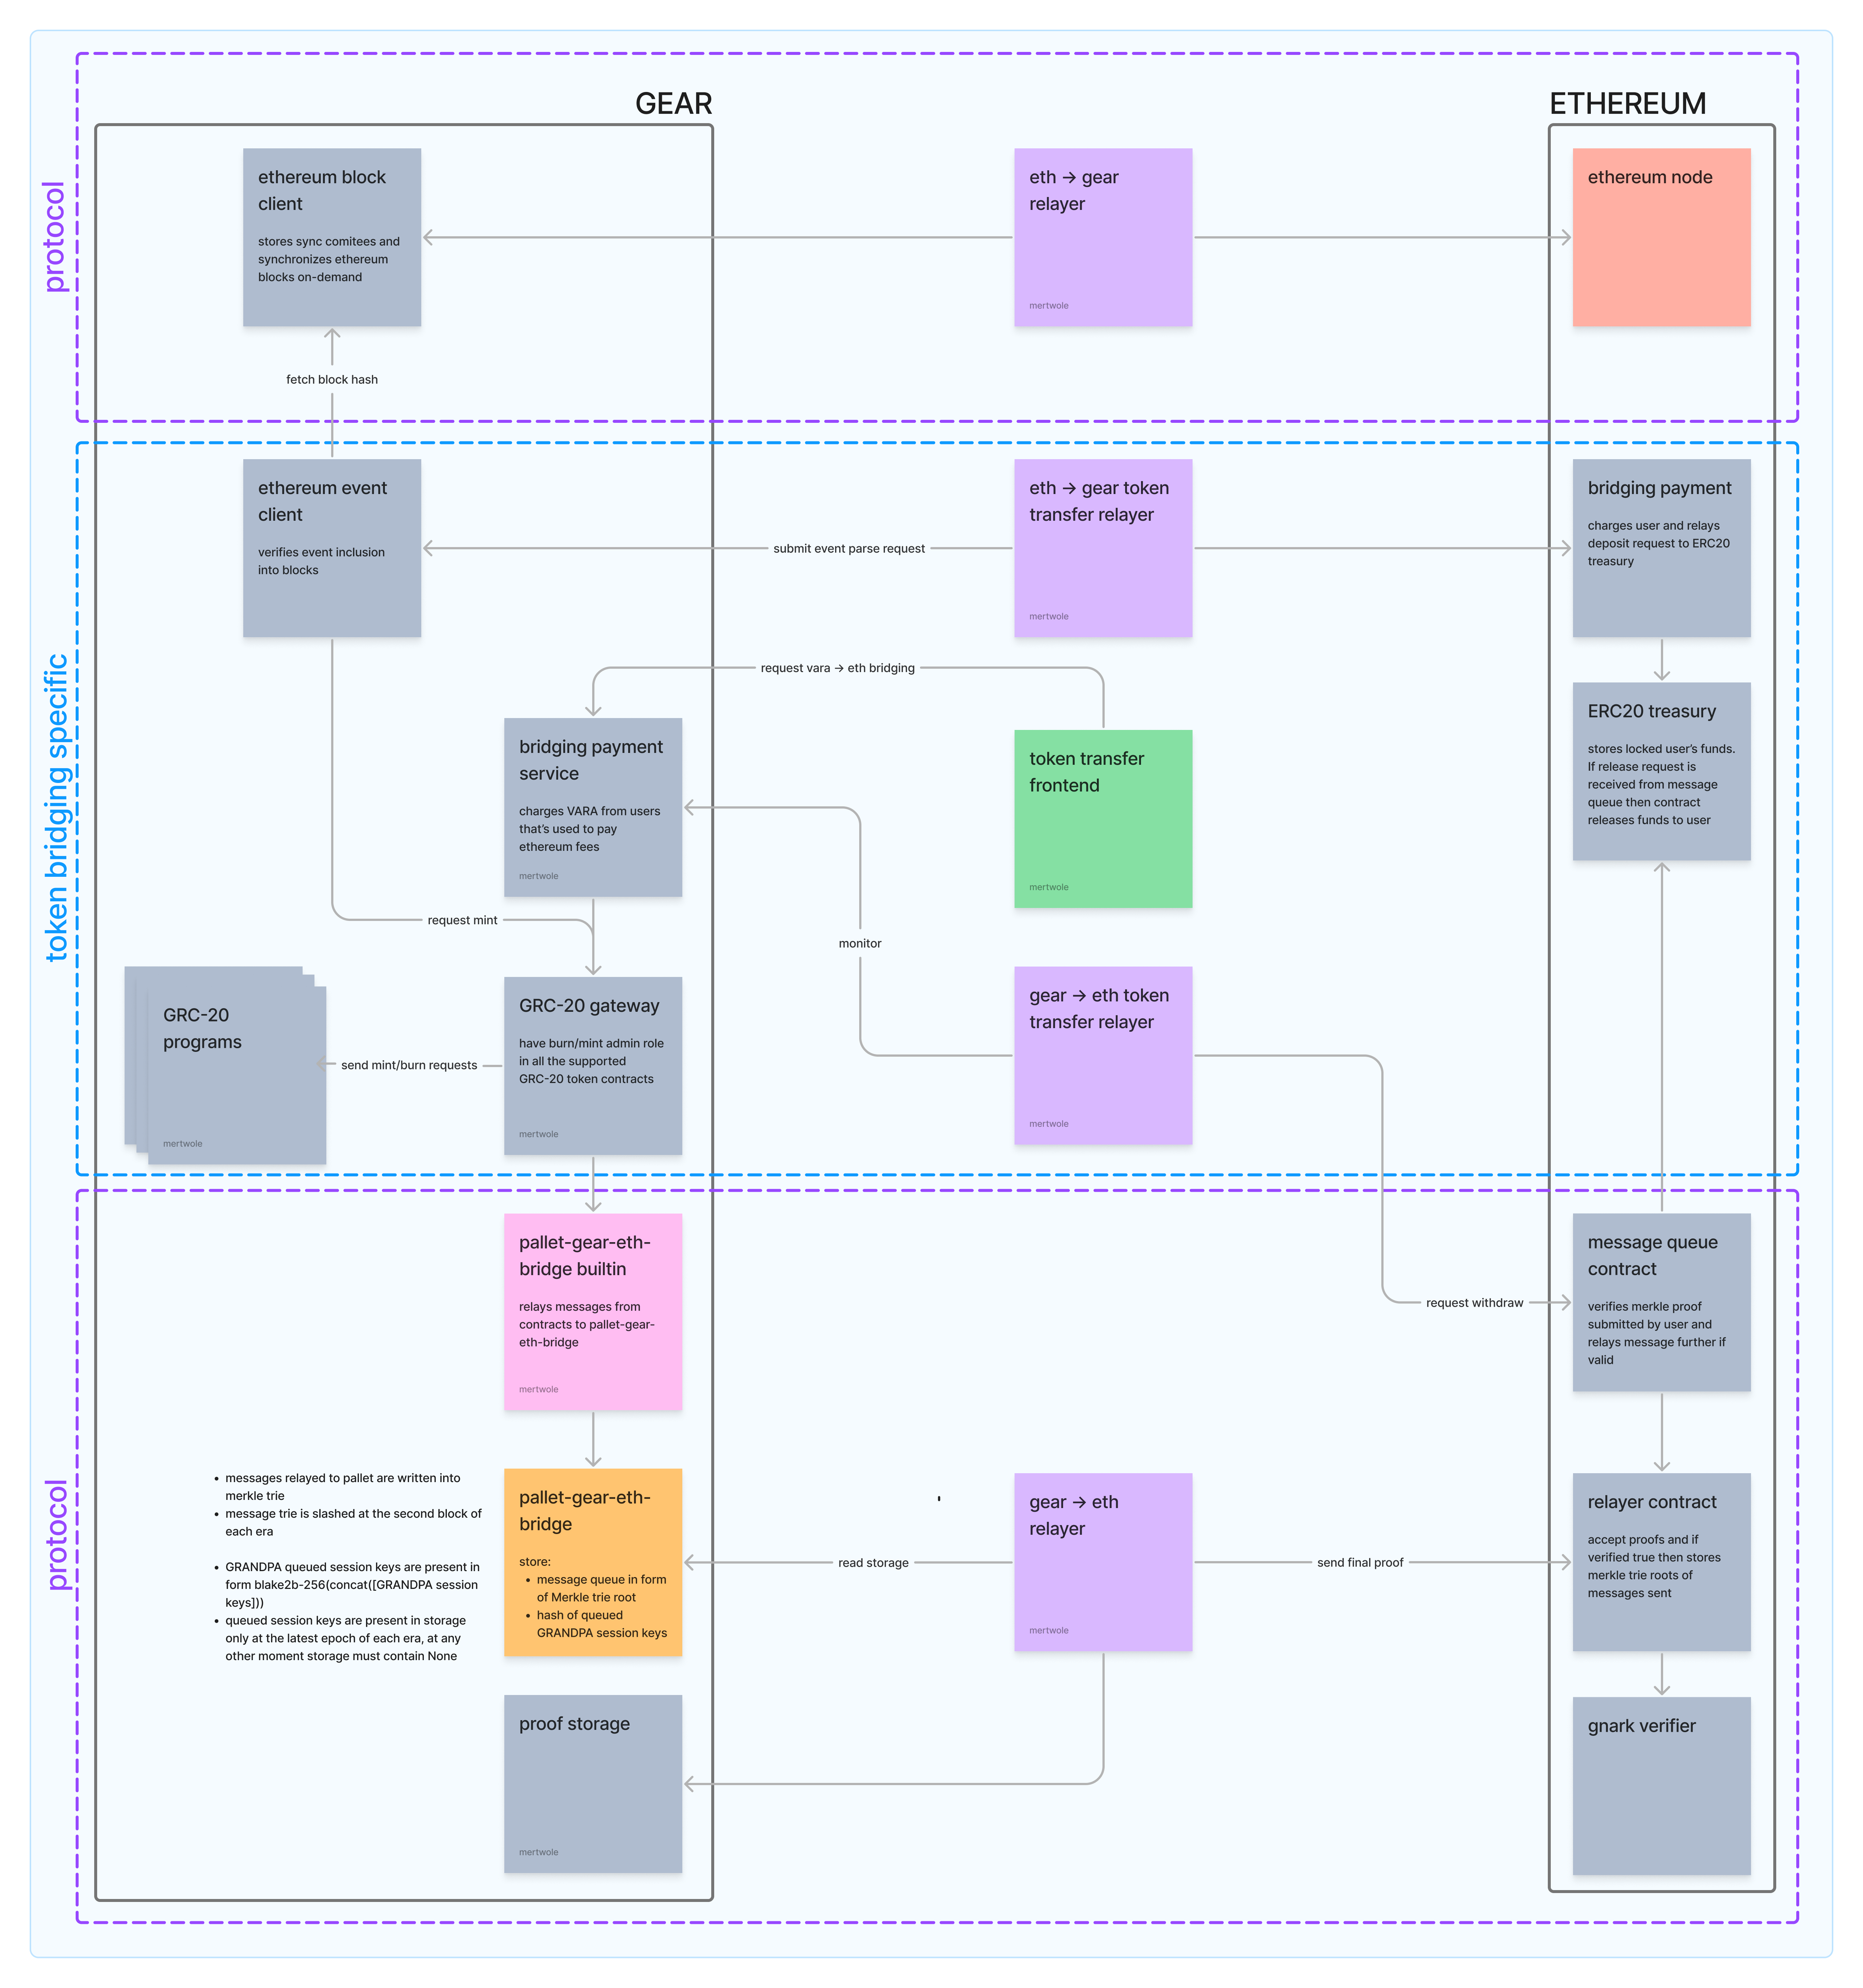 GEAR
ETHEREUM
protocol
ethereum block
client
stores sync comitees and
synchronizes ethereum
blocks on-demand
eth → gear
relayer
mertwole
ethereum node
fetch block hash
token bridging specific
ethereum event
client
verifies event inclusion
into blocks
submit event parse request
eth → gear token
transfer relayer
mertwole
bridging payment
charges user and relays
deposit request to ERC20
treasury
request vara → eth bridging
bridging payment
service
charges VARA from users
that's used to pay
ethereum fees
mertwole
token transfer
frontend
mertwole
ERC20 treasury
stores locked user's funds.
If release request is
received from message
queue then contract
releases funds to user
request mint
monitor
GRC-20
programs
mertwole
send mint/burn requests
GRC-20 gateway
have burn/mint admin role
in all the supported
GRC-20 token contracts
mertwole
gear → eth token
transfer relayer
mertwole
protocol
pallet-gear-eth-
bridge builtin
relays messages from
contracts to pallet-gear-
eth-bridge
mertwole
request withdraw
message queue
contract
verifies merkle proof
submitted by user and
relays message further if
valid
• messages relayed to pallet are written into
merkle trie
• message trie is slashed at the second block of
each era
• GRANDPA queued session keys are present in
form blake2b-256(concat([GRANDPA session
keys]))
• queued session keys are present in storage
only at the latest epoch of each era, at any
other moment storage must contain None
pallet-gear-eth-
bridge
store:
• message queue in form
of Merkle trie root
• hash of queued
GRANDPA session keys
read storage
gear → eth
relayer
mertwole
send final proof
relayer contract
accept proofs and if
verified true then stores
merkle trie roots of
messages sent
proof storage
mertwole
gnark verifier